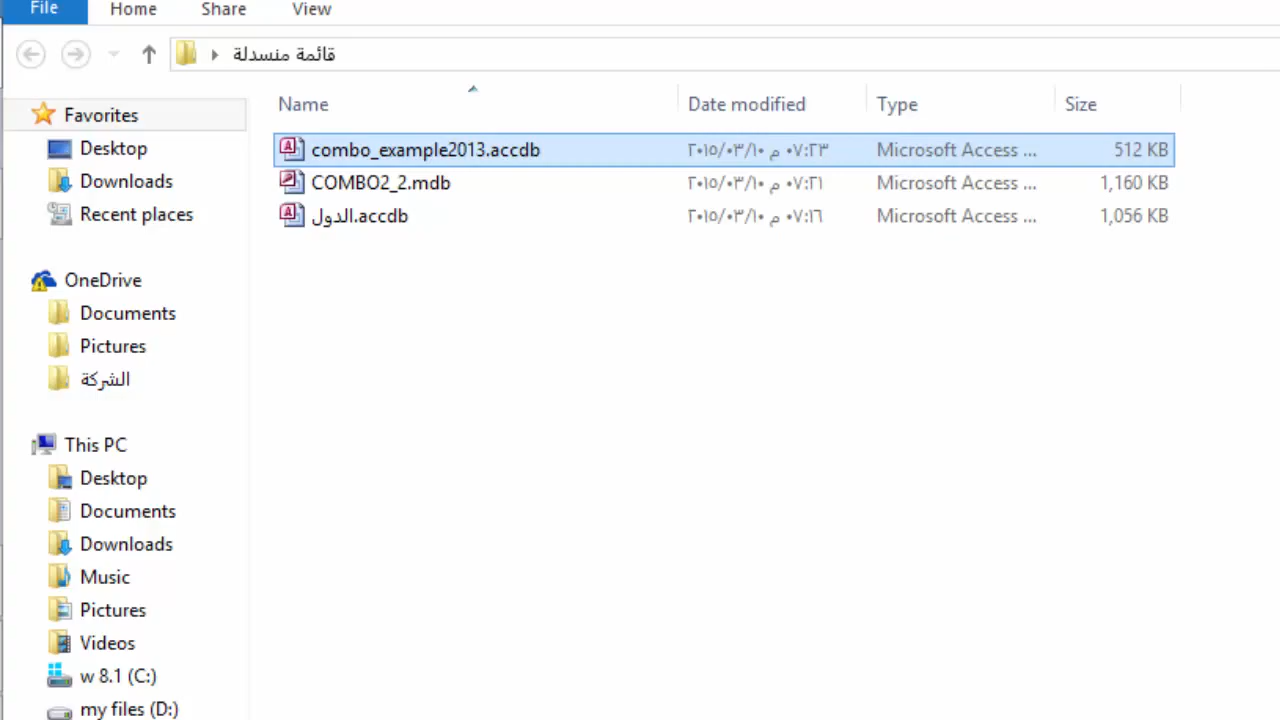 File Home Share View
قائمة منسدلة
Name Date modified Type Size
combo_example2013.accdb ٢٠١٥/٠٣/١٠ ٠٧:٢٣ م Microsoft Access ... 512 KB
COMBO2_2.mdb ٢٠١٥/٠٣/١٠ ٠٧:٢١ م Microsoft Access ... 1,160 KB
الدول.accdb ٢٠١٥/٠٣/١٠ ٠٧:١٦ م Microsoft Access ... 1,056 KB
Favorites
Desktop
Downloads
Recent places
OneDrive
Documents
Pictures
الشركة
This PC
Desktop
Documents
Downloads
Music
Pictures
Videos
w 8.1 (C:)
my files (D:)